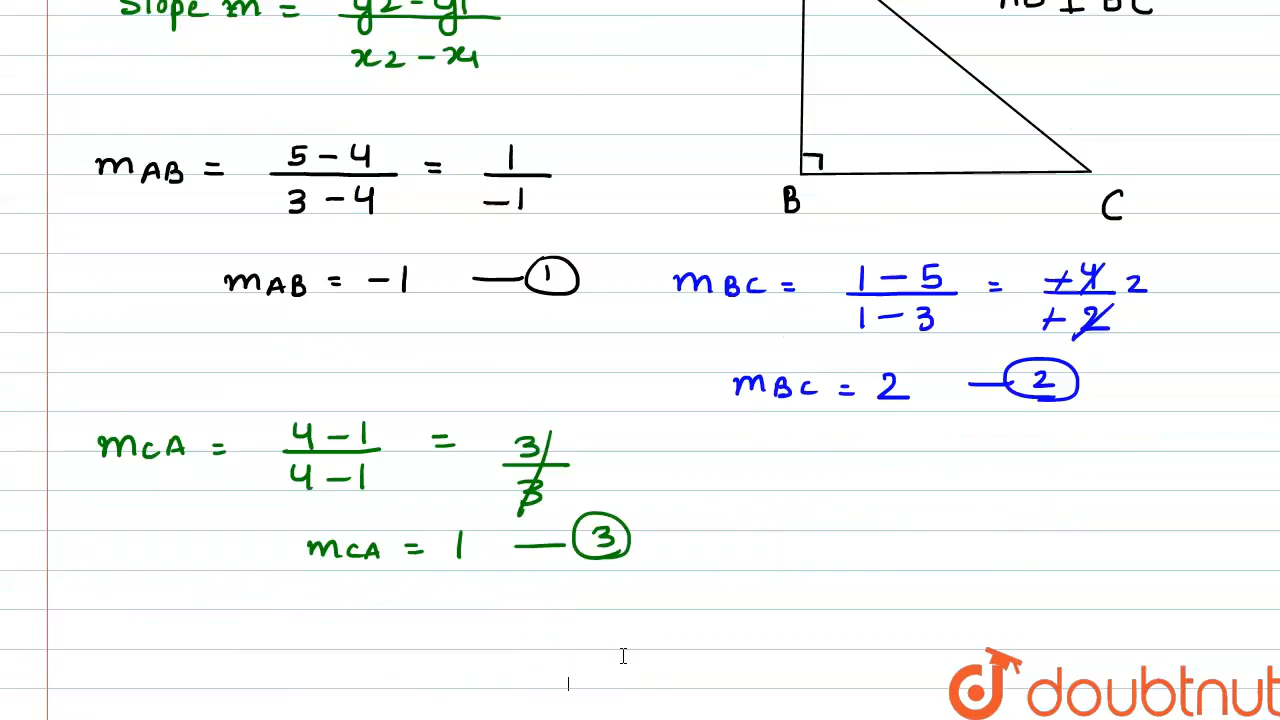 Slope m = y2 - y1 / x2 - x1
AB ⊥ BC
mAB = 5 - 4 / 3 - 4 = 1 / -1
B
C
mAB = -1 — ①
mBC = 1 - 5 / 1 - 3 = +4 / +2 2
mBC = 2 — ②
mCA = 4 - 1 / 4 - 1 = 3 / 3
mCA = 1 — ③
doubtnut